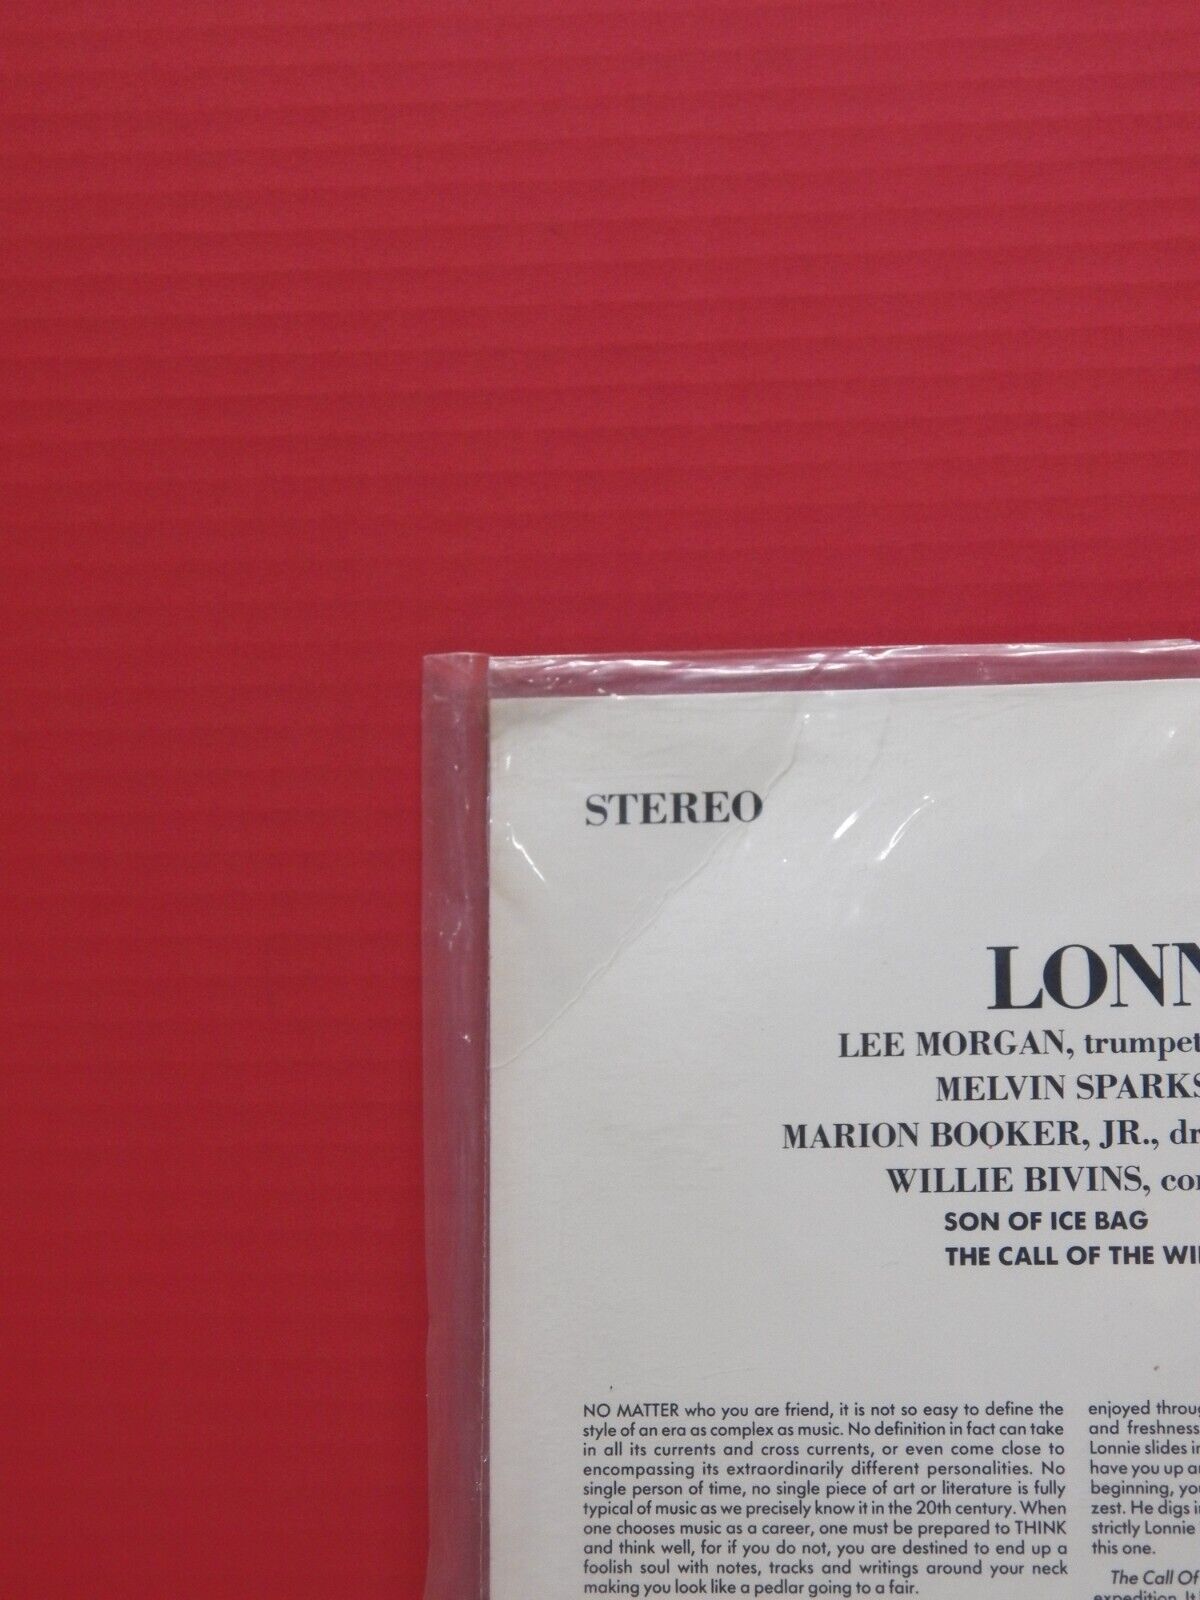 STEREO
LONN
LEE MORGAN, trumpet
MELVIN SPARKS
MARION BOOKER, JR., dr
WILLIE BIVINS, con
SON OF ICE BAG
THE CALL OF THE WI
NO MATTER who you are friend, it is not so easy to define the
style of an era as complex as music. No definition in fact can take
in all its currents and cross currents, or even come close to
encompassing its extraordinarily different personalities. No
single person of time, no single piece of art or literature is fully
typical of music as we precisely know it in the 20th century. When
one chooses music as a career, one must be prepared to THINK
and think well, for if you do not, you are destined to end up a
foolish soul with notes, tracks and writings around your neck
making you look like a pedlar going to a fair.
enjoyed throug
and freshness
Lonnie slides in
have you up a
beginning, you
zest. He digs i
strictly Lonnie
this one.
The Call Of
expedition. It